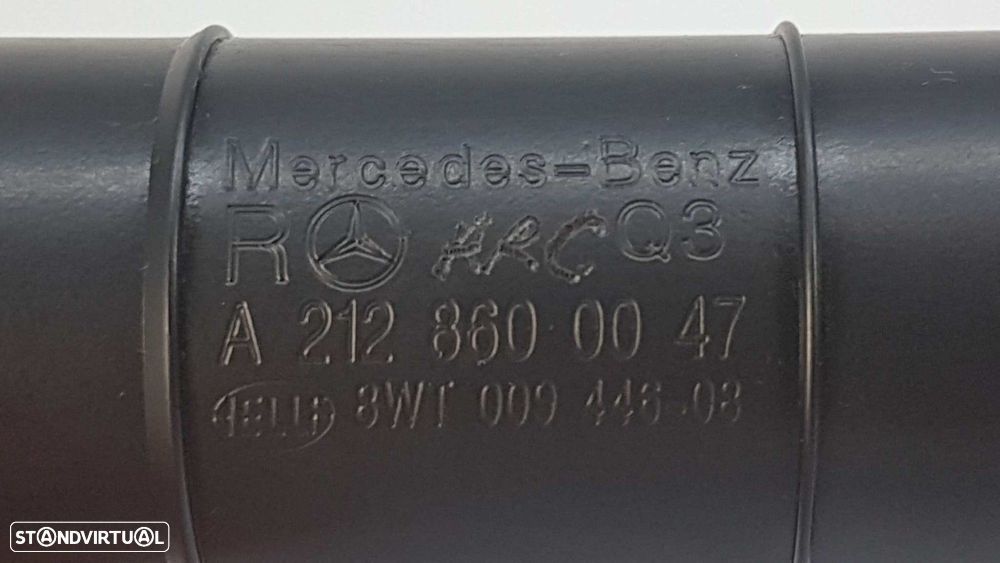 Mercedes-Benz
R ARC Q3
A 212 860 00 47
HELLA 8WT 009 446-08
STANDVIRTUAL